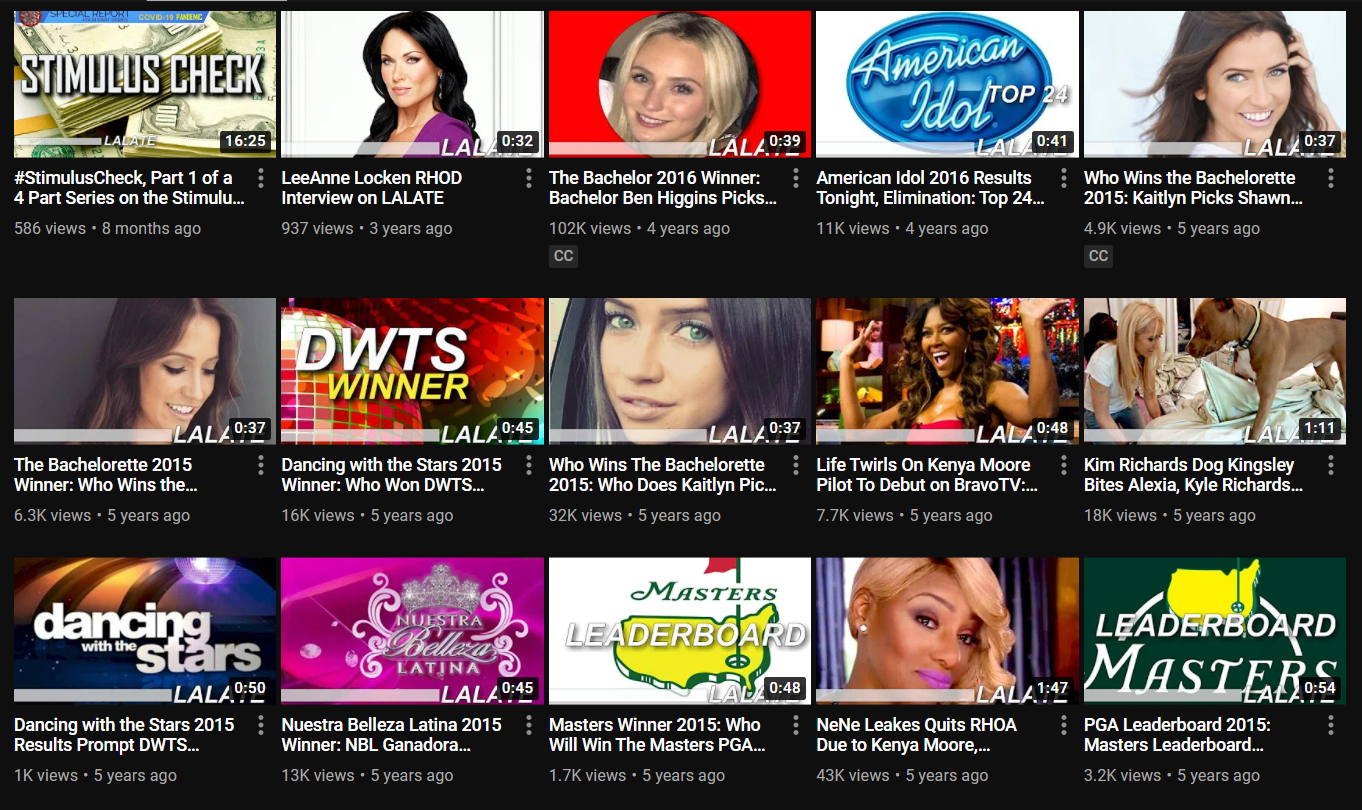 SPECIAL REPORT
COVID-19 PANDEMIC
STIMULUS CHECK
LALATE
16:25
LALATE
0:32
LALATE
0:39
American
Idol
TOP 24
LALATE
0:41
LALATE
0:37
#StimulusCheck, Part 1 of a
4 Part Series on the Stimulu...
586 views • 8 months ago
LeeAnne Locken RHOD
Interview on LALATE
937 views • 3 years ago
The Bachelor 2016 Winner:
Bachelor Ben Higgins Picks...
102K views • 4 years ago
CC
American Idol 2016 Results
Tonight, Elimination: Top 24...
11K views • 4 years ago
Who Wins the Bachelorette
2015: Kaitlyn Picks Shawn...
4.9K views • 5 years ago
CC
LALATE
0:37
DWTS
WINNER
LALATE
0:45
LALATE
0:37
LALATE
0:48
LALATE
1:11
The Bachelorette 2015
Winner: Who Wins the...
6.3K views • 5 years ago
Dancing with the Stars 2015
Winner: Who Won DWTS...
16K views • 5 years ago
Who Wins The Bachelorette
2015: Who Does Kaitlyn Pic...
32K views • 5 years ago
Life Twirls On Kenya Moore
Pilot To Debut on BravoTV:...
7.7K views • 5 years ago
Kim Richards Dog Kingsley
Bites Alexia, Kyle Richards...
18K views • 5 years ago
dancing
with the
stars
LALATE
0:50
NUESTRA
Belleza
LATINA
LALATE
0:45
MASTERS
LEADERBOARD
LALATE
0:48
LALATE
1:47
LEADERBOARD
MASTERS
LALATE
0:54
Dancing with the Stars 2015
Results Prompt DWTS...
1K views • 5 years ago
Nuestra Belleza Latina 2015
Winner: NBL Ganadora...
13K views • 5 years ago
Masters Winner 2015: Who
Will Win The Masters PGA...
1.7K views • 5 years ago
NeNe Leakes Quits RHOA
Due to Kenya Moore,...
43K views • 5 years ago
PGA Leaderboard 2015:
Masters Leaderboard...
3.2K views • 5 years ago